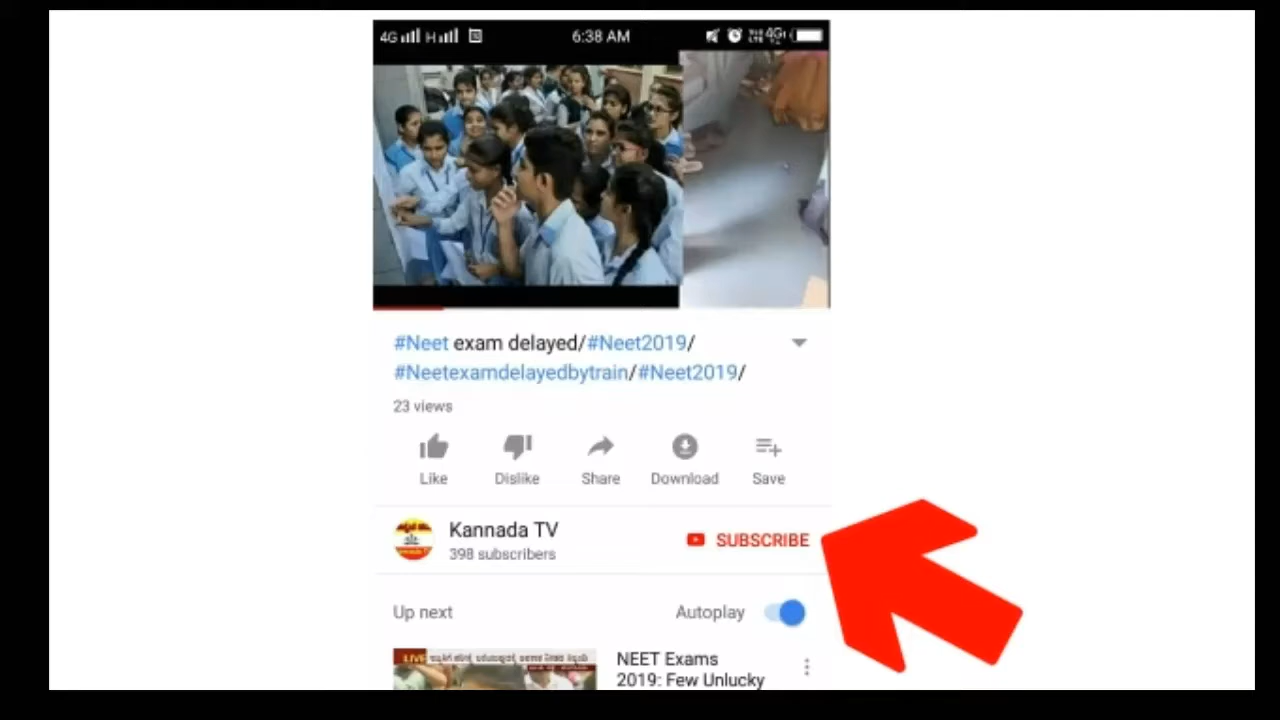 4G H 6:38 AM 4G
#Neet exam delayed/#Neet2019/
#Neetexamdelayedbytrain/#Neet2019/
23 views
Like Dislike Share Download Save
Kannada TV
398 subscribers
SUBSCRIBE
Up next Autoplay
LIVE
NEET Exams
2019: Few Unlucky